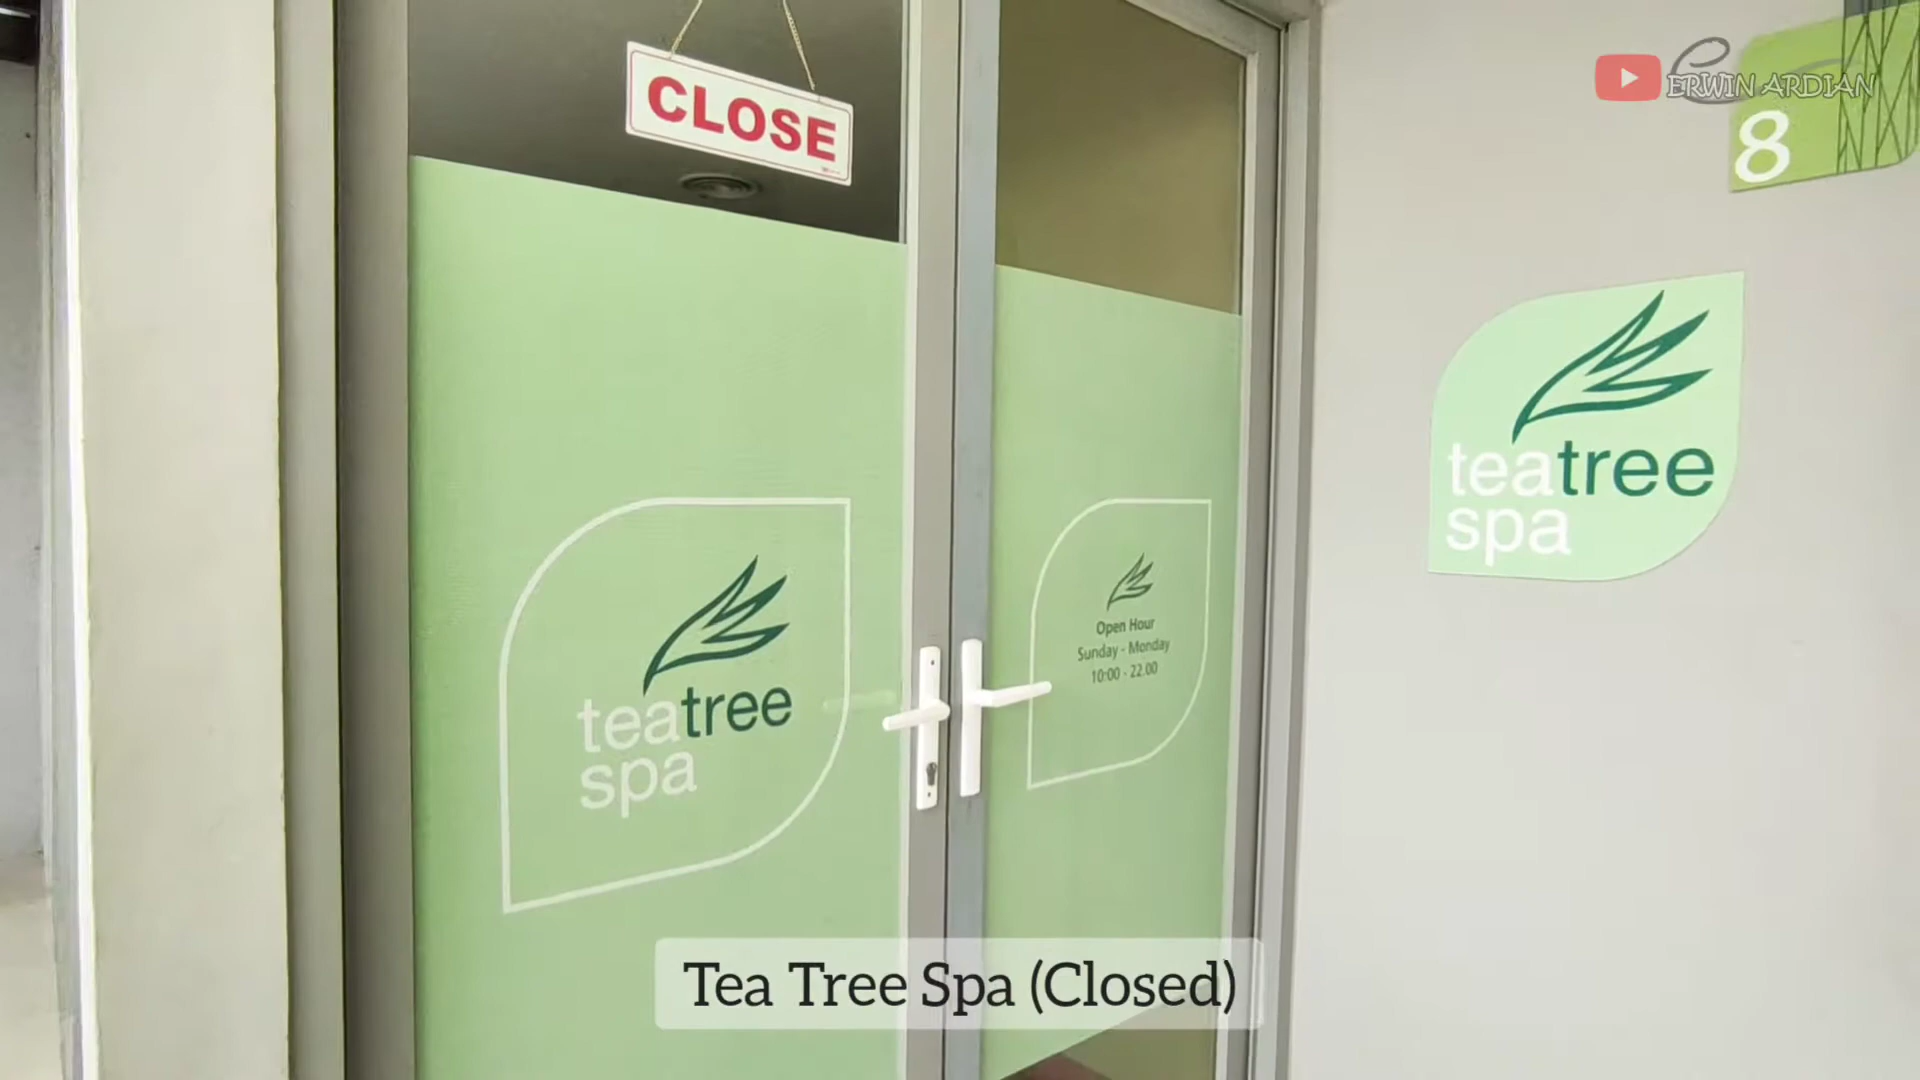 CLOSE
ERWIN ARDIAN
8
teatree
spa
teatree
spa
Open Hour
Sunday - Monday
10:00 - 22.00
Tea Tree Spa (Closed)